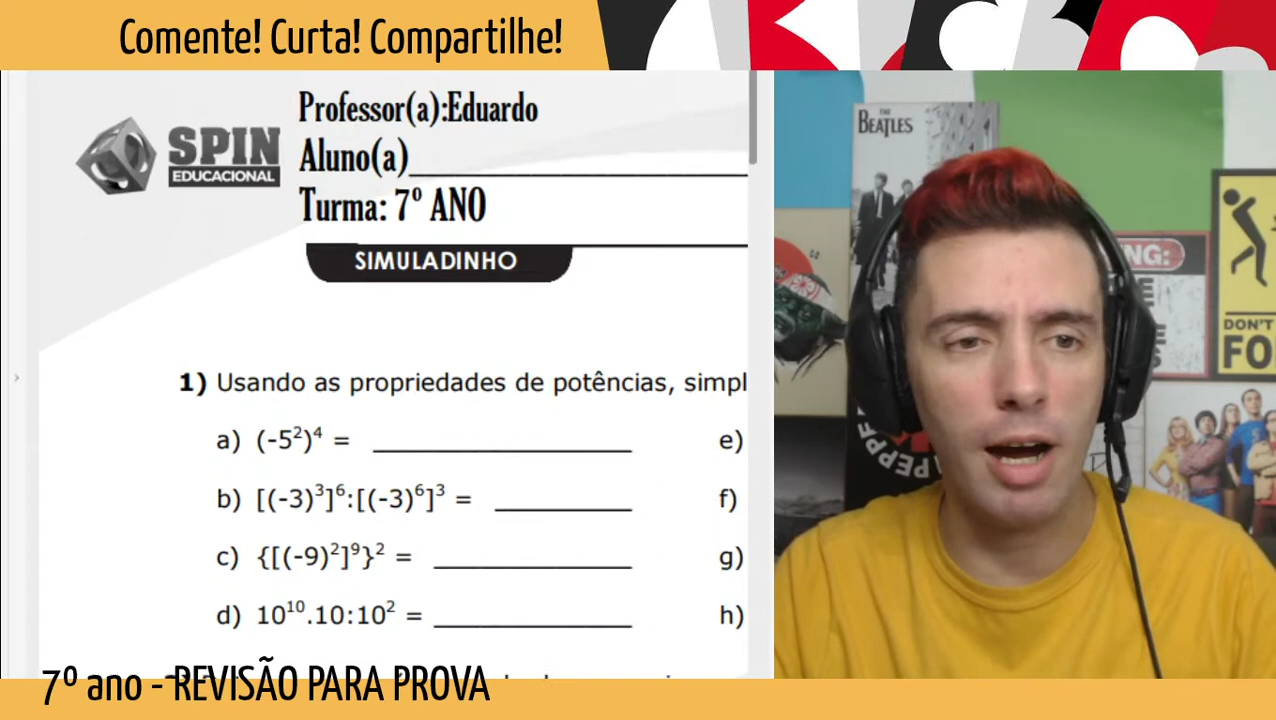 Comente! Curta! Compartilhe!
SPIN
EDUCACIONAL
Professor(a):Eduardo
Aluno(a)
Turma: 7º ANO
SIMULADINHO
1) Usando as propriedades de potências, simpl
a) (-5²)⁴ =
e)
b) [(-3)³]⁶:[(-3)⁶]³ =
f)
c) {[(-9)²]⁹}² =
g)
d) 10¹⁰.10:10² =
h)
7º ano - REVISÃO PARA PROVA
THE
BEATLES
NG:
PEPPE
DON'T
FO